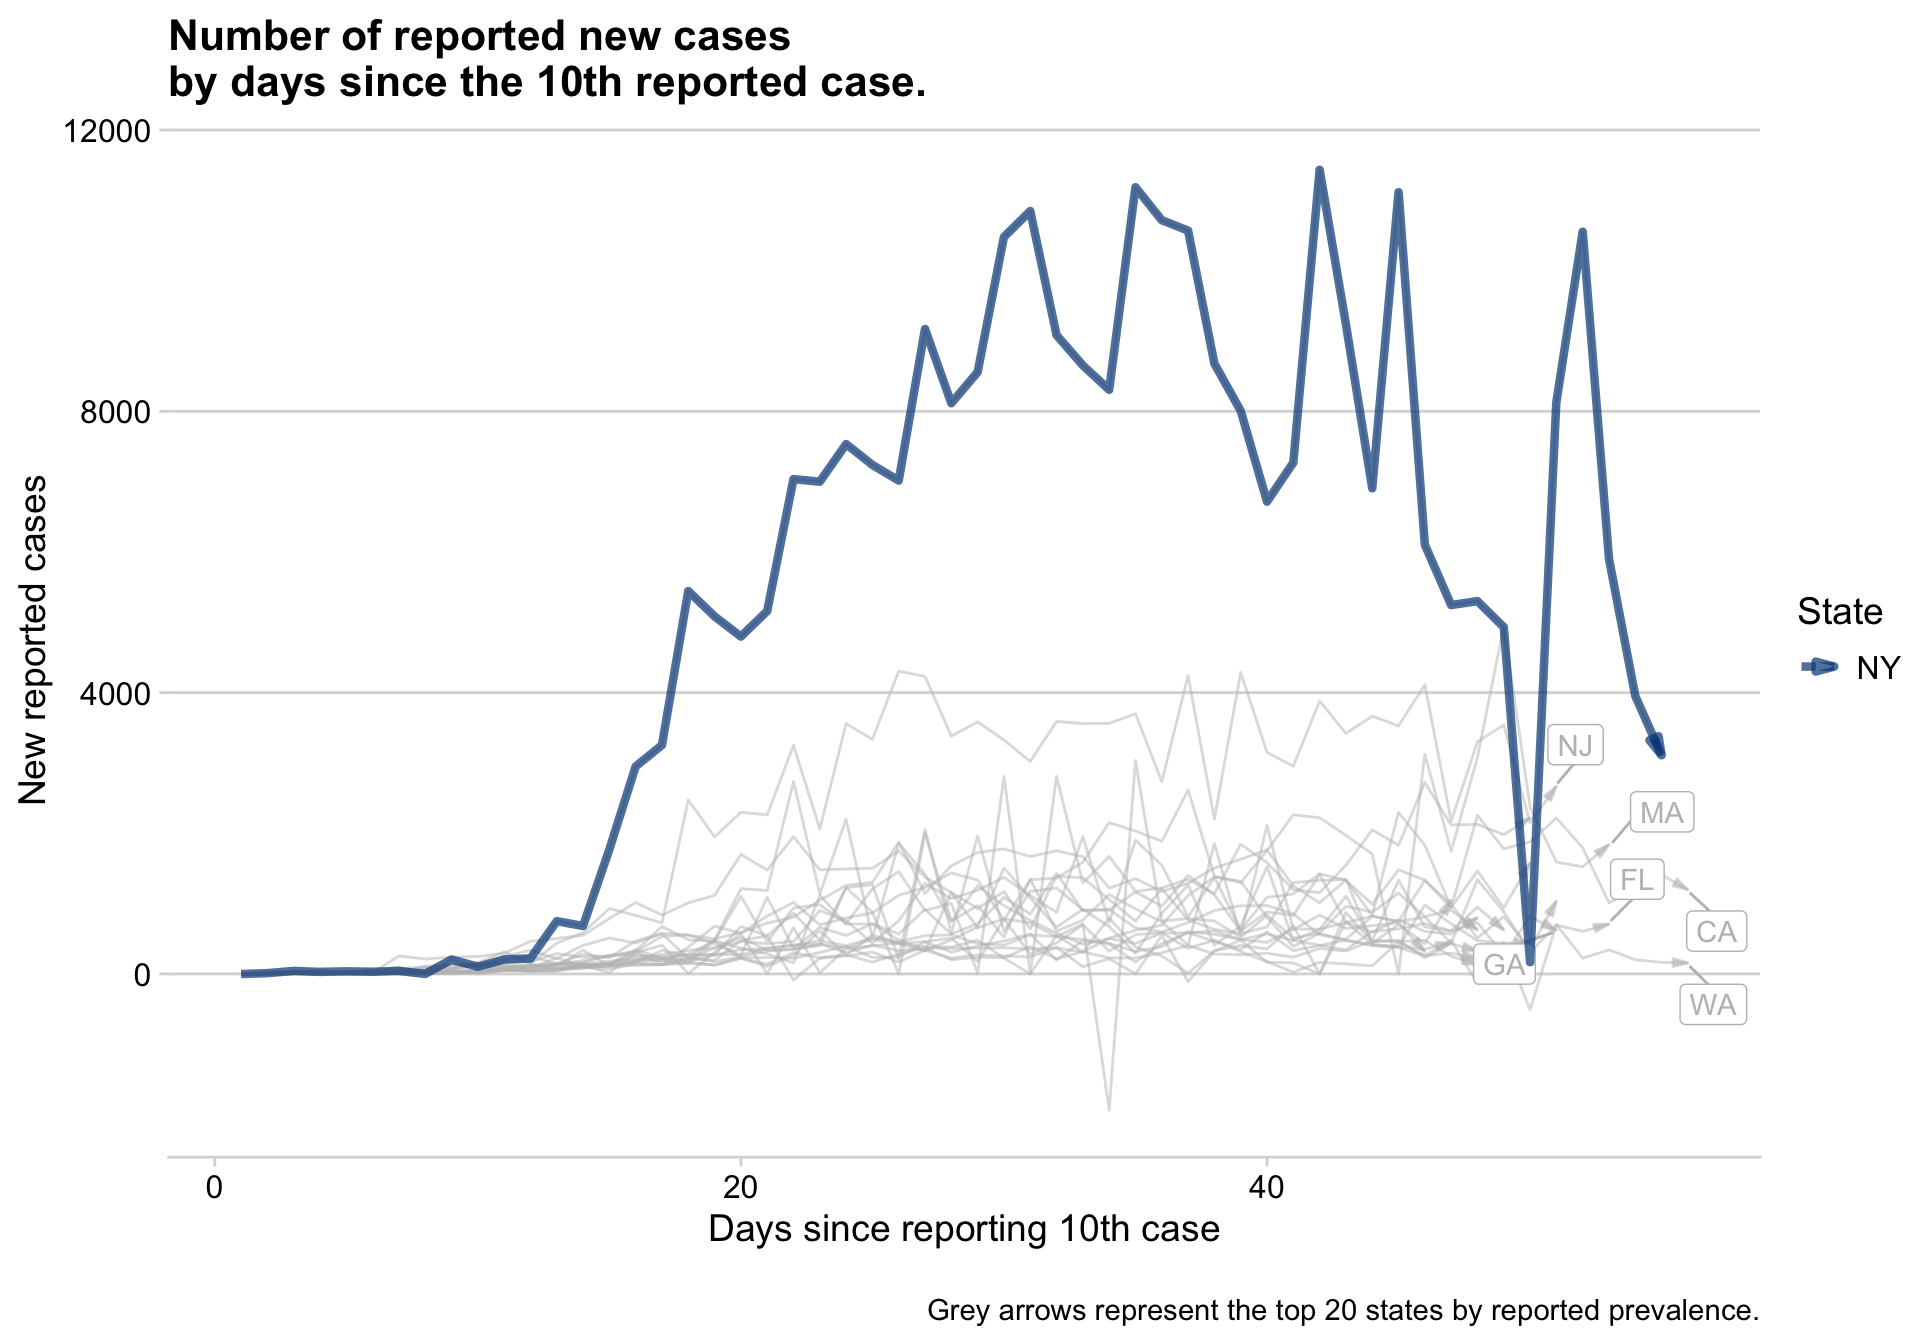 Number of reported new cases
by days since the 10th reported case.
12000
8000
4000
0
New reported cases
NJ
MA
FL
CA
GA
WA
State
NY
0 20 40
Days since reporting 10th case
Grey arrows represent the top 20 states by reported prevalence.